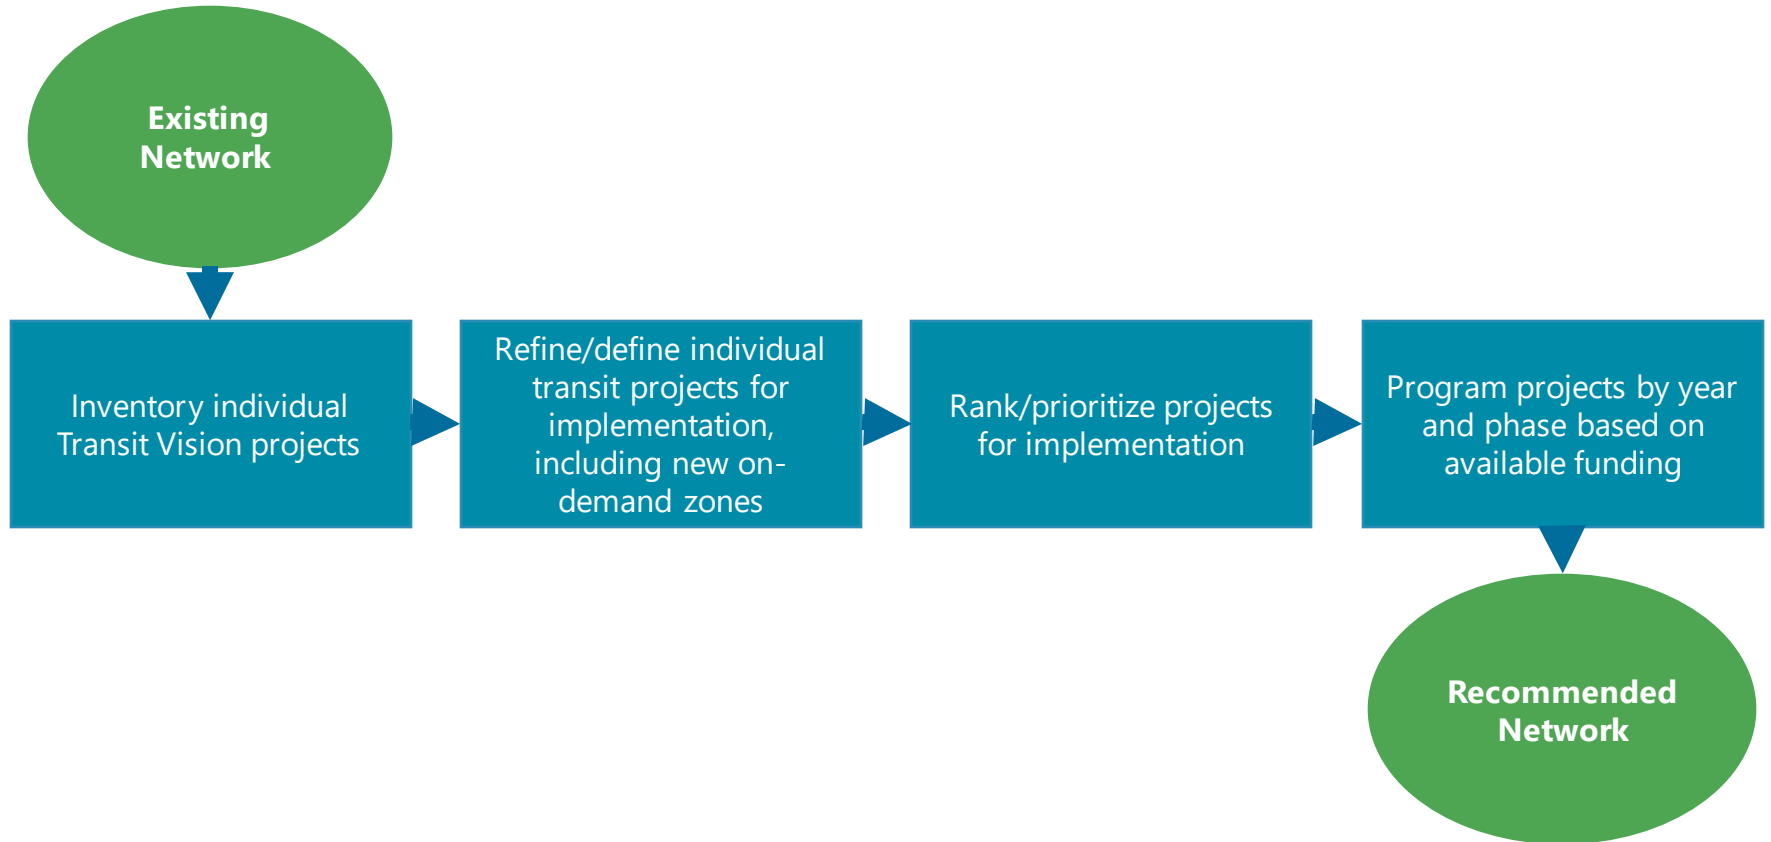 Existing
Network
Inventory individual
Transit Vision projects
Refine/define individual
transit projects for
implementation,
including new on-
demand zones
Rank/prioritize projects
for implementation
Program projects by year
and phase based on
available funding
Recommended
Network